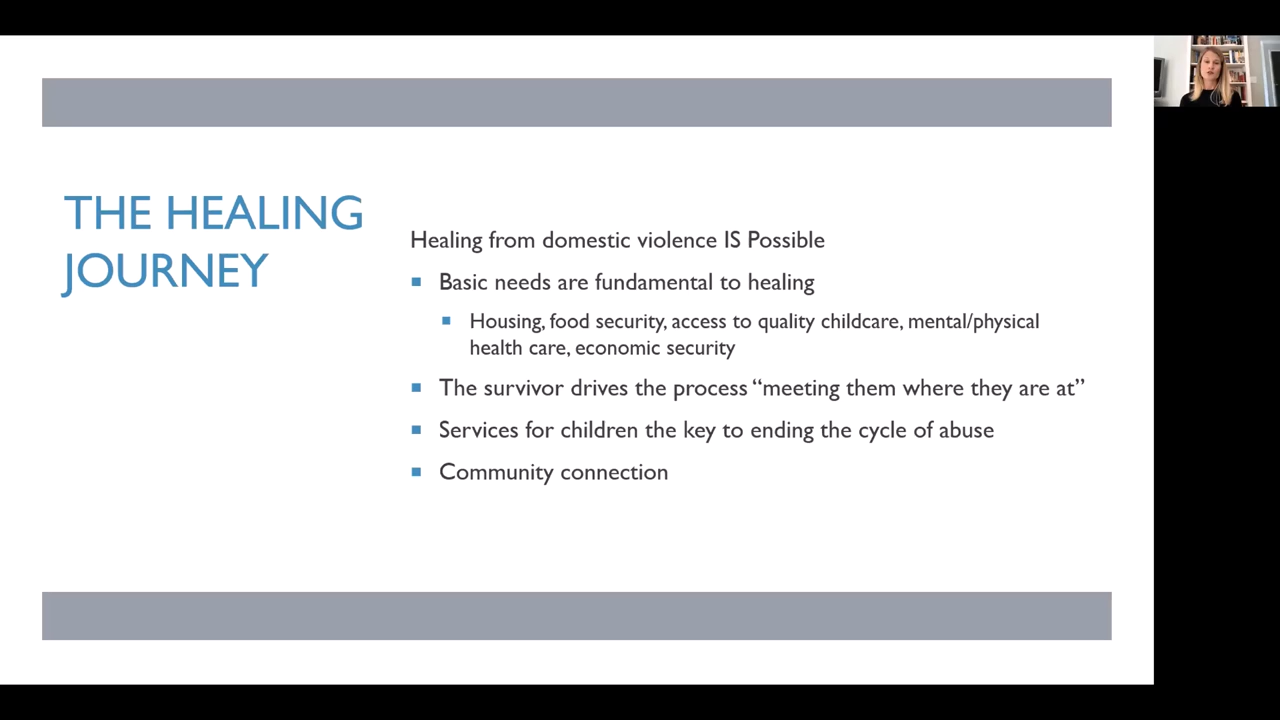 THE HEALING
JOURNEY
Healing from domestic violence IS Possible
Basic needs are fundamental to healing
Housing, food security, access to quality childcare, mental/physical
health care, economic security
The survivor drives the process “meeting them where they are at”
Services for children the key to ending the cycle of abuse
Community connection